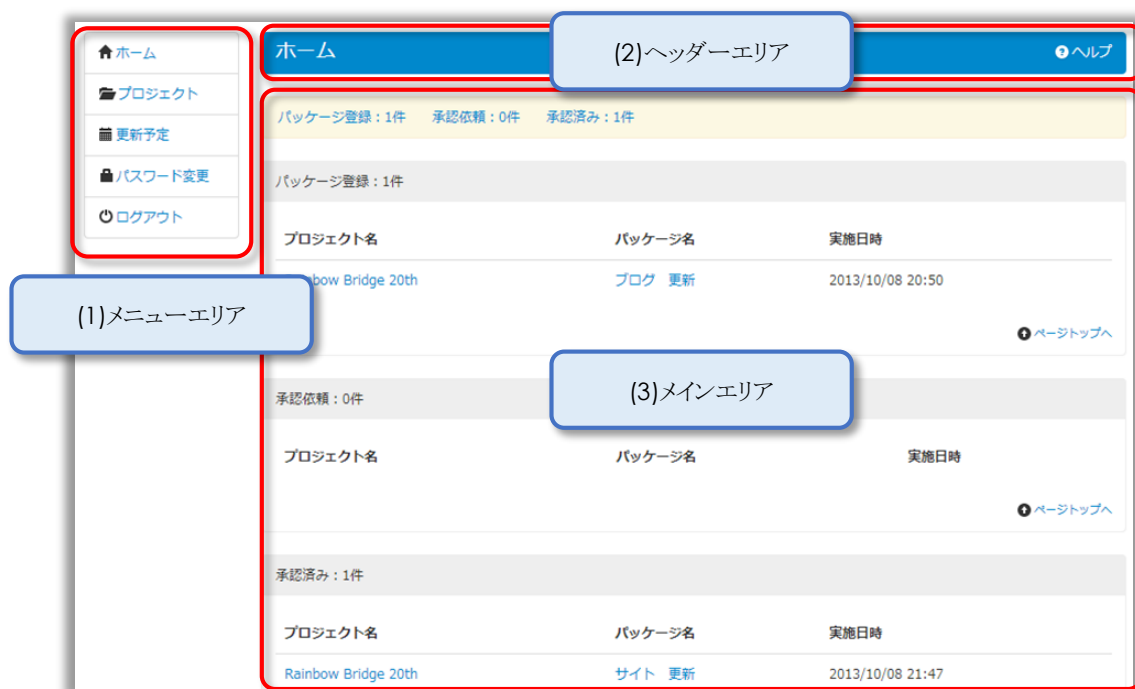 ホーム
プロジェクト
更新予定
パスワード変更
ログアウト
(1)メニューエリア
ホーム
(2)ヘッダーエリア
ヘルプ
パッケージ登録：1件 承認依頼：0件 承認済み：1件
パッケージ登録：1件
プロジェクト名 パッケージ名 実施日時
bow Bridge 20th ブログ 更新 2013/10/08 20:50
ページトップへ
(3)メインエリア
承認依頼：0件
プロジェクト名 パッケージ名 実施日時
ページトップへ
承認済み：1件
プロジェクト名 パッケージ名 実施日時
Rainbow Bridge 20th サイト 更新 2013/10/08 21:47